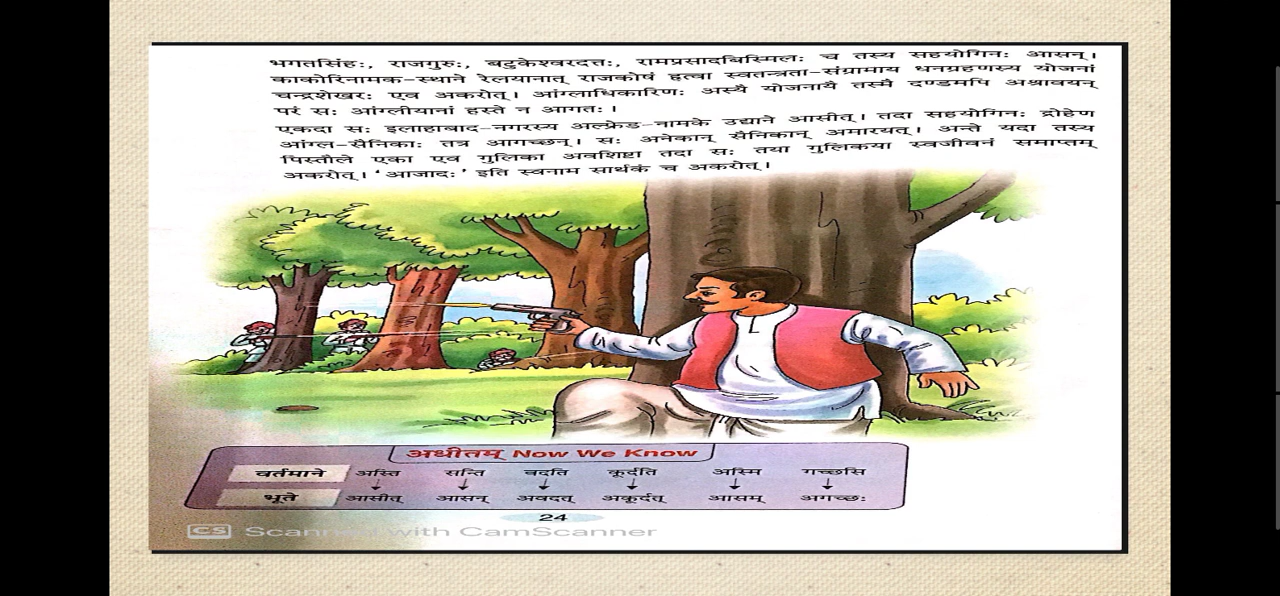 भगतसिंहः, राजगुरुः, बटुकेश्वरदत्तः, रामप्रसादबिस्मिलः च तस्य सहयोगिनः आसन्।
काकोरिनामक-स्थाने रेलयानात् राजकोषं हृत्वा स्वतन्त्रता-संग्रामाय धनग्रहणस्य योजनां
चन्द्रशेखरः एव अकरोत्। आंग्लाधिकारिणः अस्यै योजनायै तस्मै दण्डमपि अश्रावयन्
परं सः आंग्लीयानां हस्ते न आगतः।
एकदा सः इलाहाबाद-नगरस्य अल्फ्रेड-नामके उद्याने आसीत्। तदा सहयोगिनः द्रोहेण
आंग्ल-सैनिकाः तत्र आगच्छन्। सः अनेकान् सैनिकान् अमारयत्। अन्ते यदा तस्य
पिस्तौले एका एव गुलिका अवशिष्टा तदा सः तया गुलिकया स्वजीवनं समाप्तम्
अकरोत्। 'आजादः' इति स्वनाम सार्थकं च अकरोत्।
अधीतम् Now We Know
वर्तमाने अस्ति सन्ति वदति कूर्दति अस्मि गच्छसि
↓ ↓ ↓ ↓ ↓ ↓
भूते आसीत् आसन् अवदत् अकूर्दत् आसम् अगच्छः
24
CS Scanned with CamScanner